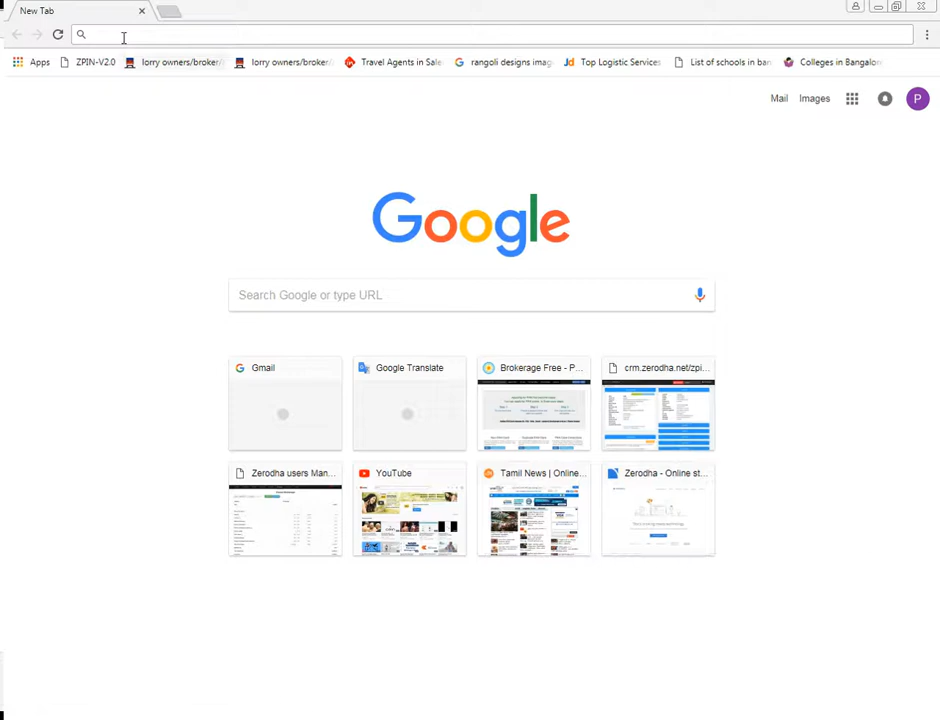 New Tab
Apps ZPIN-V2.0 lorry owners/broker/ lorry owners/broker/ Travel Agents in Sale G rangoli designs imag Jd Top Logistic Services List of schools in ban Colleges in Bangalore
Mail Images P
Google
Search Google or type URL
G Gmail Google Translate Brokerage Free - P... crm.zerodha.net/zpi...
Zerodha users Man... YouTube Tamil News | Online... Zerodha - Online st...